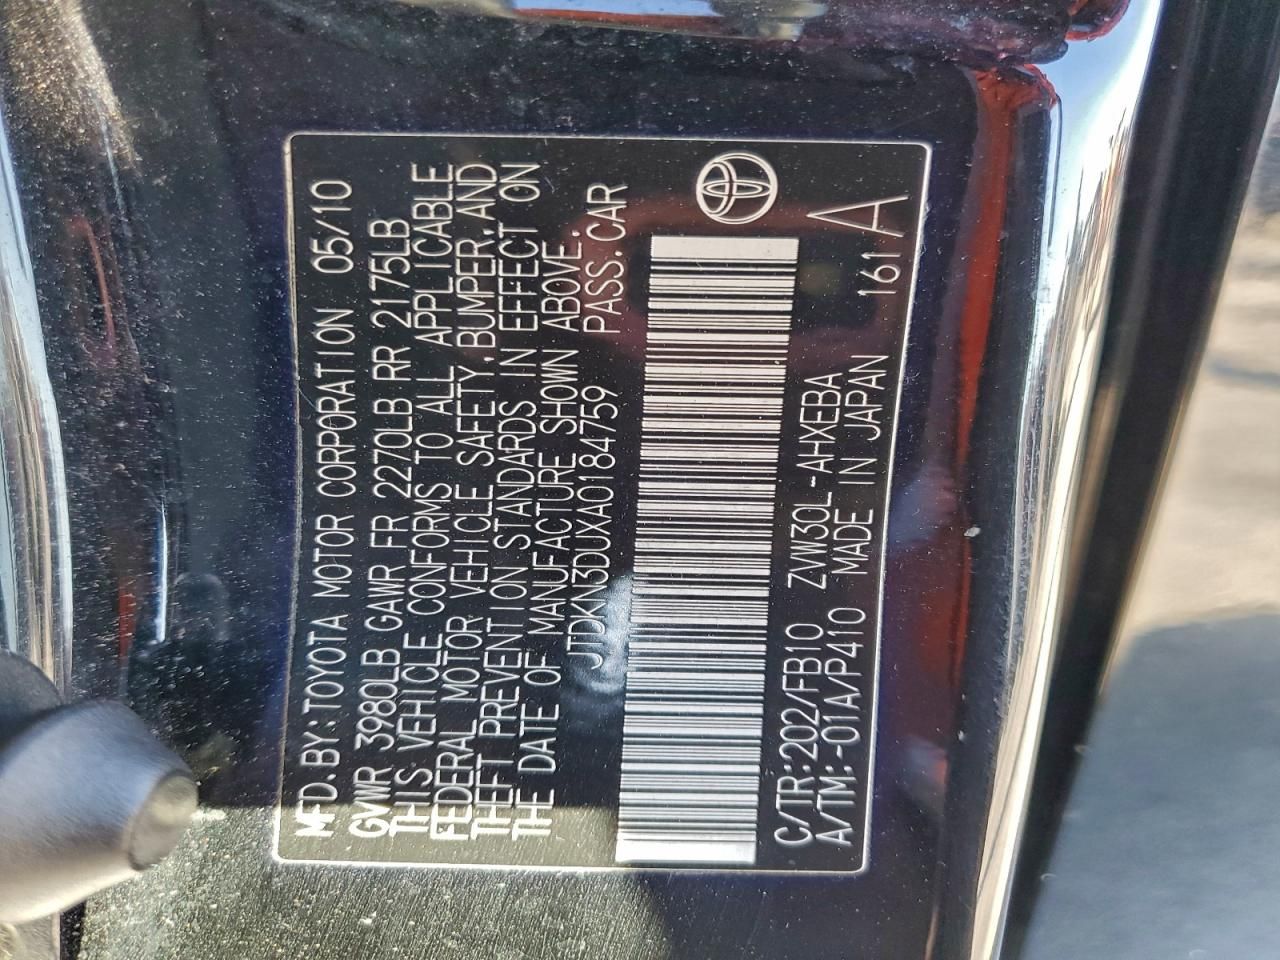 MFD.BY:TOYOTA MOTOR CORPORATION 05/10
GVWR 3980LB GAWR FR 2270LB RR 2175LB
THIS VEHICLE CONFORMS TO ALL APPLICABLE
FEDERAL MOTOR VEHICLE SAFETY,BUMPER,AND
THEFT PREVENTION STANDARDS IN EFFECT ON
THE DATE OF MANUFACTURE SHOWN ABOVE.
JTDKN3DUXA0184759 PASS.CAR
C/TR:202/FB10 ZVW30L-AHXEBA 161A
A/TM:-01A/P410 MADE IN JAPAN